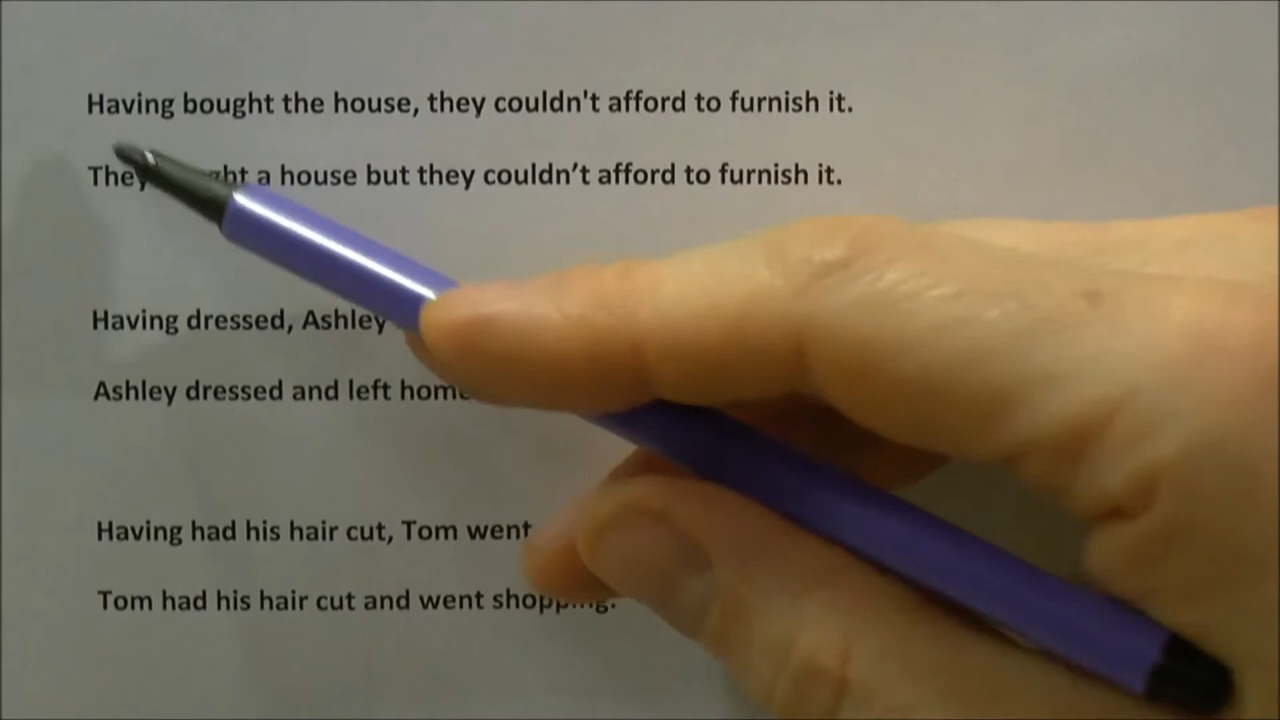 Having bought the house, they couldn't afford to furnish it.
They a house but they couldn’t afford to furnish it.
Having dressed, Ashley
Ashley dressed and left home
Having had his hair cut, Tom went
Tom had his hair cut and went shopping.